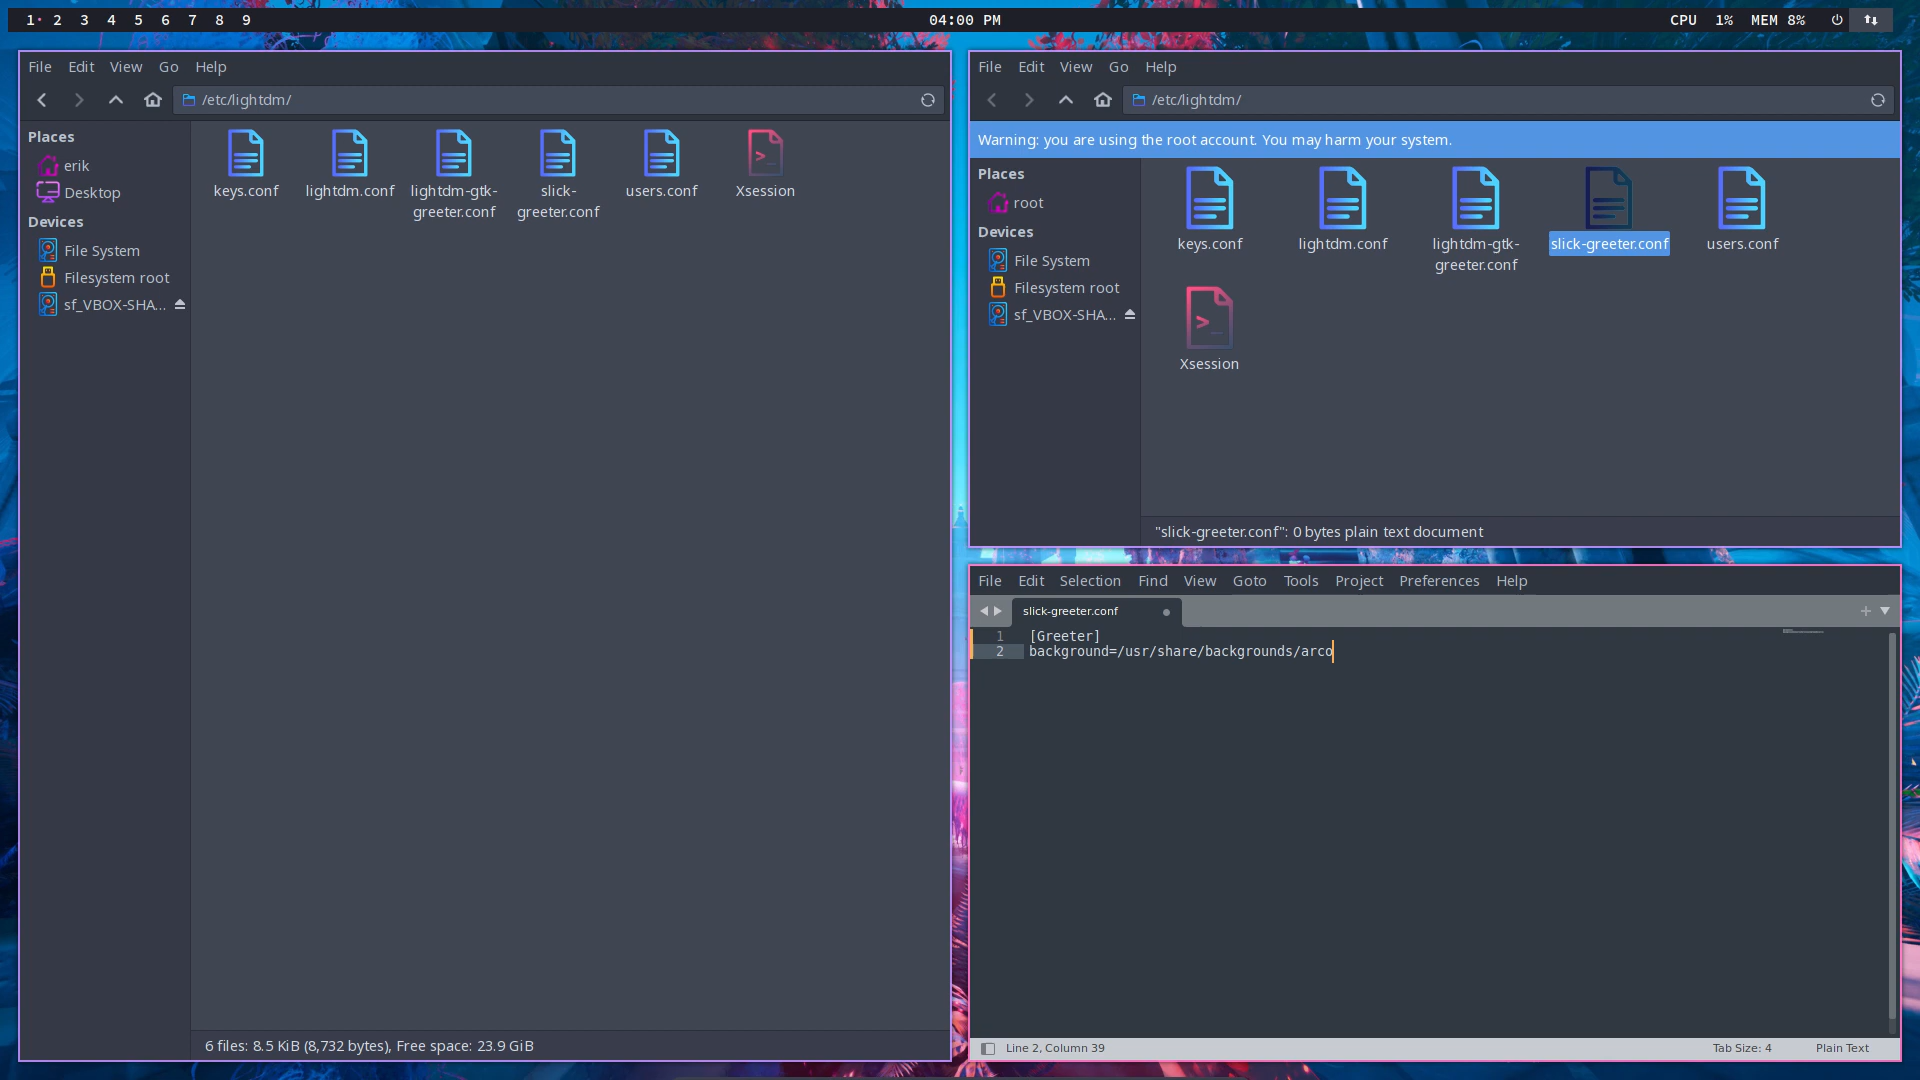 1 2 3 4 5 6 7 8 9
04:00 PM
CPU 1% MEM 8%
File Edit View Go Help
/etc/lightdm/
Places
erik
Desktop
Devices
File System
Filesystem root
sf_VBOX-SHA...
keys.conf
lightdm.conf
lightdm-gtk-
greeter.conf
slick-
greeter.conf
users.conf
Xsession
6 files: 8.5 KiB (8,732 bytes), Free space: 23.9 GiB
File Edit View Go Help
/etc/lightdm/
Warning: you are using the root account. You may harm your system.
Places
root
Devices
File System
Filesystem root
sf_VBOX-SHA...
keys.conf
lightdm.conf
lightdm-gtk-
greeter.conf
slick-greeter.conf
users.conf
Xsession
"slick-greeter.conf": 0 bytes plain text document
File Edit Selection Find View Goto Tools Project Preferences Help
slick-greeter.conf
1 [Greeter]
2 background=/usr/share/backgrounds/arco
Line 2, Column 39
Tab Size: 4
Plain Text